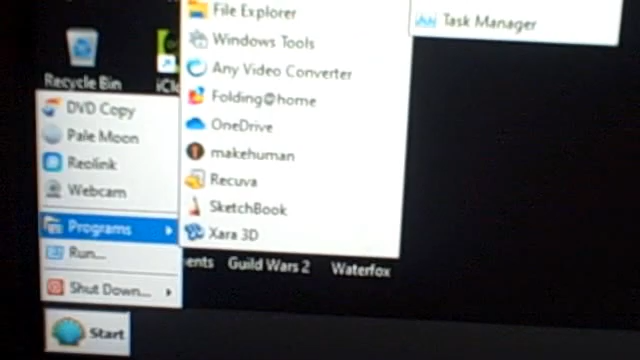 File Explorer
Task Manager
Windows Tools
Recycle Bin
Any Video Converter
DVD Copy
Folding@home
Pale Moon
OneDrive
Reolink
makehuman
Webcam
Recuva
SketchBook
Programs
Xara 3D
Run...
ents
Guild Wars 2
Waterfox
Shut Down...
Start